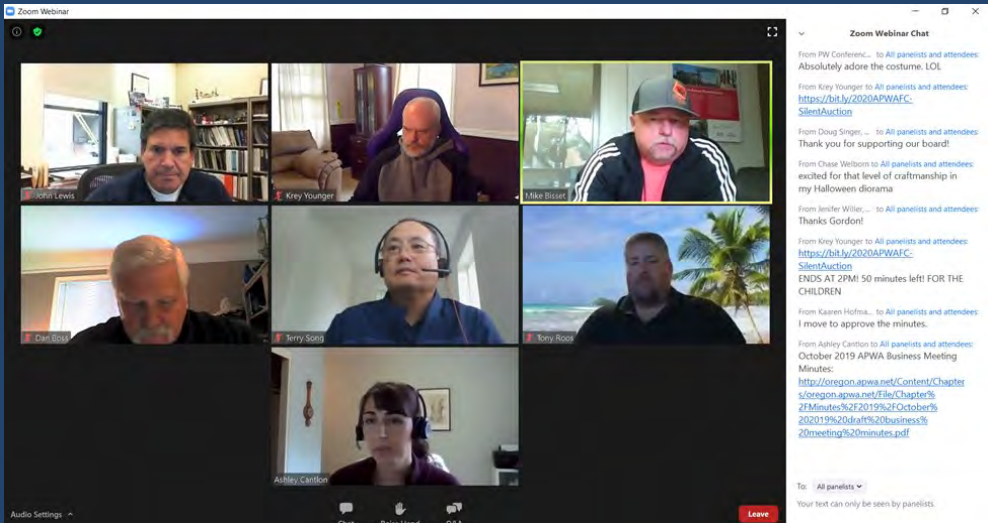 Zoom Webinar
John Lewis
Krey Younger
Mike Bisset
Dan Boss
Terry Song
Tony Roos
Ashley Cantlon
Audio Settings
Chat
Raise Hand
Q&A
Leave
Zoom Webinar Chat
From PW Conferenc... to All panelists and attendees:
Absolutely adore the costume. LOL
From Krey Younger to All panelists and attendees:
https://bit.ly/2020APWAFC-
SilentAuction
From Doug Singer, ... to All panelists and attendees:
Thank you for supporting our board!
From Chase Welborn to All panelists and attendees:
excited for that level of craftmanship in
my Halloween diorama
From Jenifer Willer,... to All panelists and attendees:
Thanks Gordon!
From Krey Younger to All panelists and attendees:
https://bit.ly/2020APWAFC-
SilentAuction
ENDS AT 2PM! 50 minutes left! FOR THE
CHILDREN
From Kaaren Hofma... to All panelists and attendees:
I move to approve the minutes.
From Ashley Cantlon to All panelists and attendees:
October 2019 APWA Business Meeting
Minutes:
http://oregon.apwa.net/Content/Chapter
s/oregon.apwa.net/File/Chapter%
2FMinutes%2F2019%2FOctober%
202019%20draft%20business%
20meeting%20minutes.pdf
To: All panelists
Your text can only be seen by panelists.